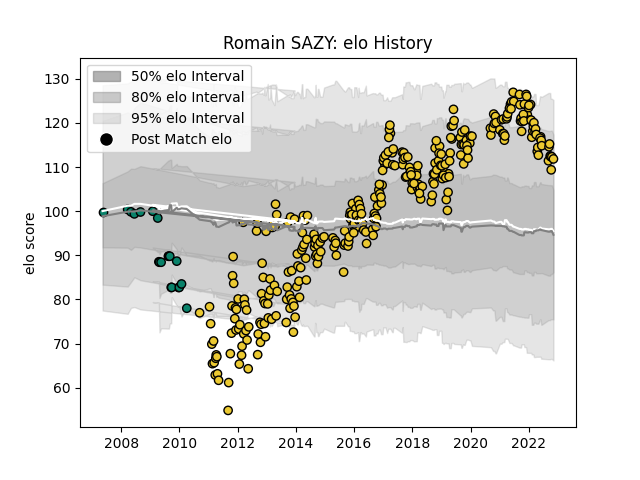 Romain SAZY: elo History
50% elo Interval
80% elo Interval
95% elo Interval
Post Match elo
elo score
130
120
110
100
90
80
70
60
2008 2010 2012 2014 2016 2018 2020 2022